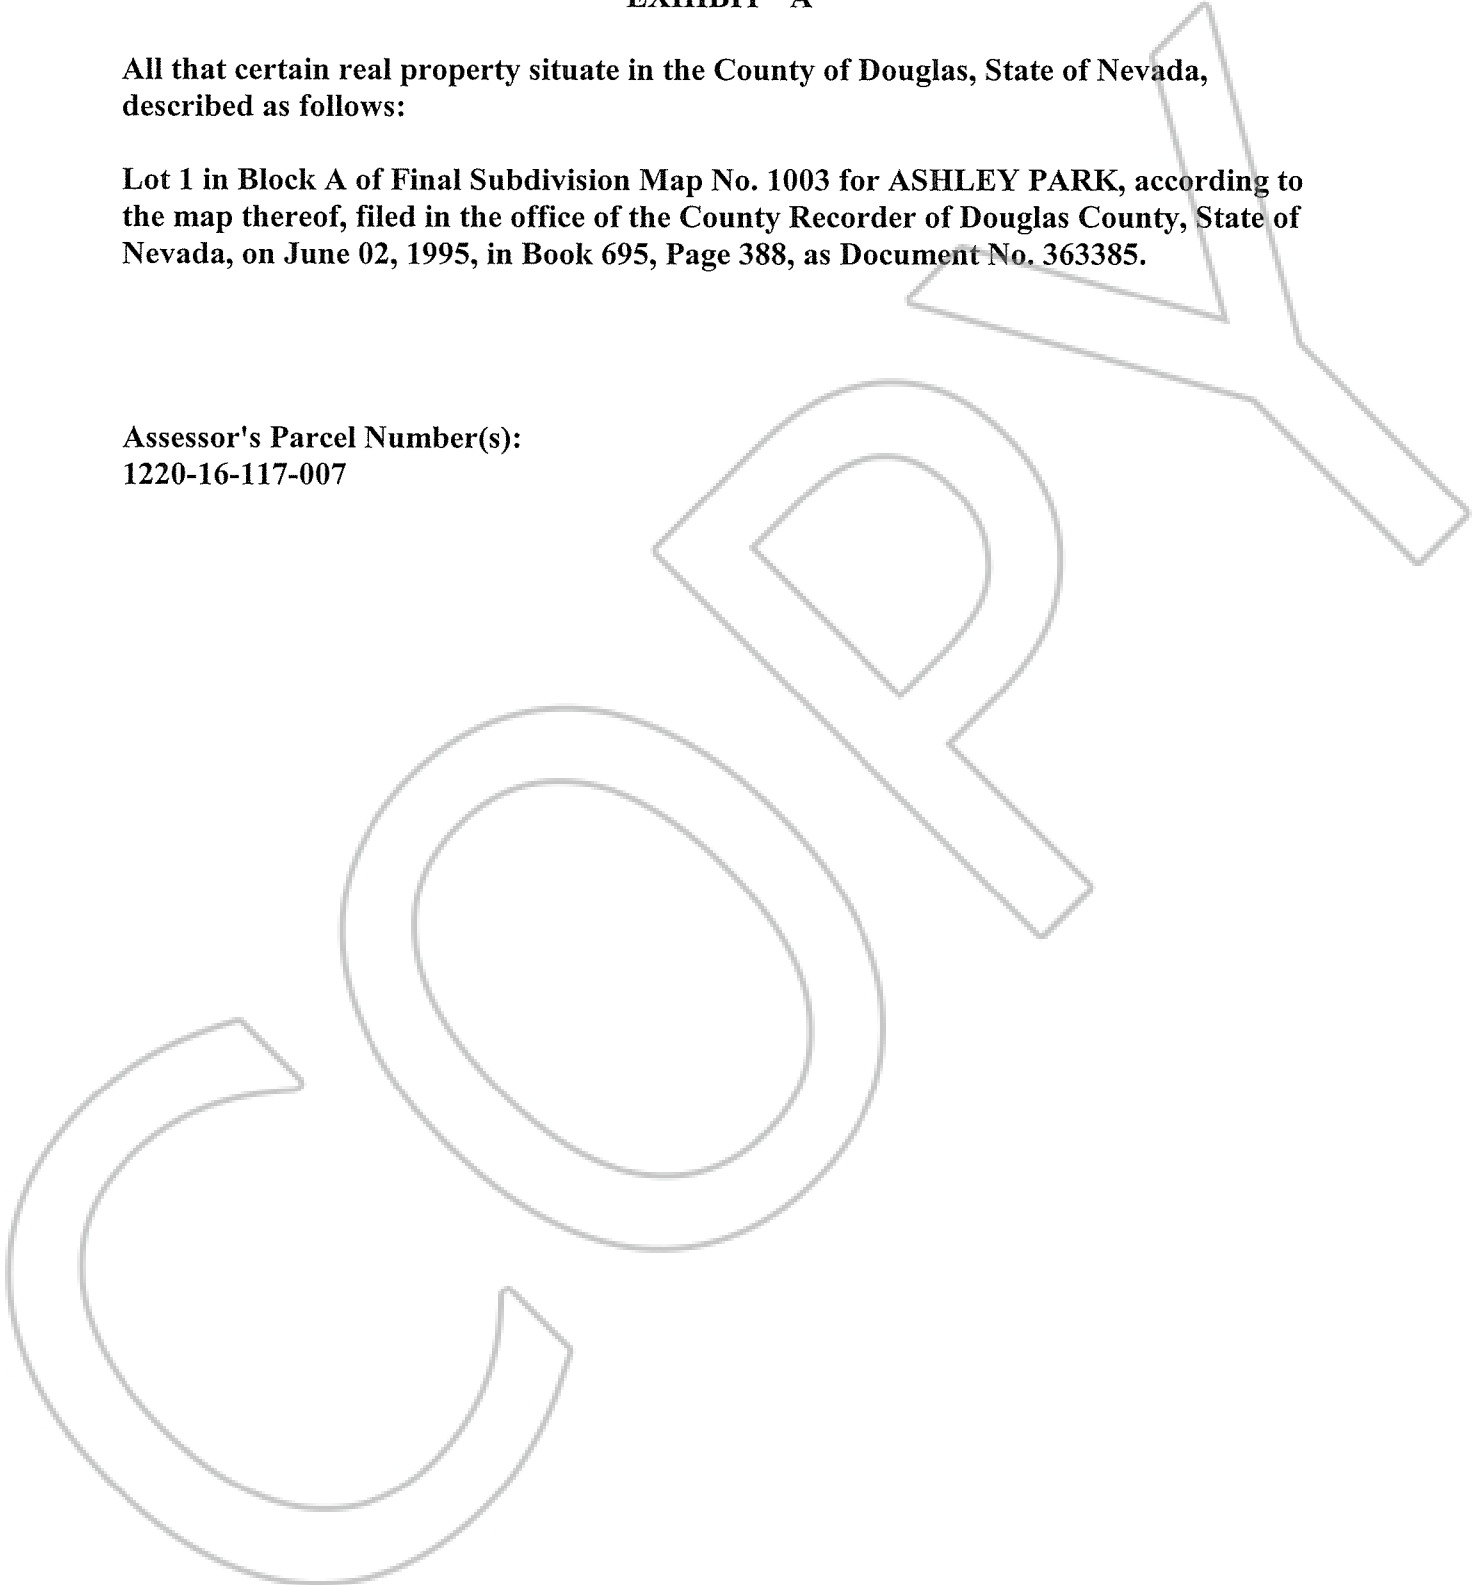 EXHIBIT "A"
All that certain real property situate in the County of Douglas, State of Nevada,
described as follows:
Lot 1 in Block A of Final Subdivision Map No. 1003 for ASHLEY PARK, according to
the map thereof, filed in the office of the County Recorder of Douglas County, State of
Nevada, on June 02, 1995, in Book 695, Page 388, as Document No. 363385.
Assessor's Parcel Number(s):
1220-16-117-007
COPY